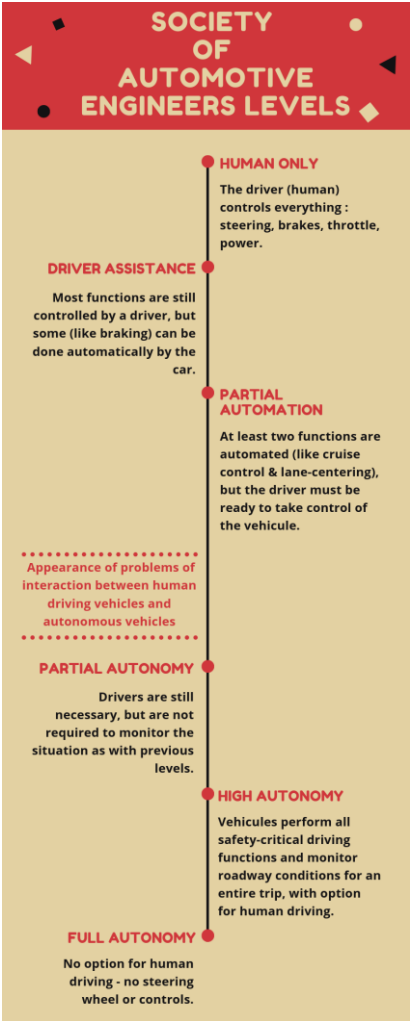 SOCIETY
OF
AUTOMOTIVE
ENGINEERS LEVELS
HUMAN ONLY
The driver (human)
controls everything :
steering, brakes, throttle,
power.
DRIVER ASSISTANCE
Most functions are still
controlled by a driver, but
some (like braking) can be
done automatically by the
car.
PARTIAL
AUTOMATION
At least two functions are
automated (like cruise
control & lane-centering),
but the driver must be
ready to take control of
the vehicule.
Appearance of problems of
interaction between human
driving vehicles and
autonomous vehicles
PARTIAL AUTONOMY
Drivers are still
necessary, but are not
required to monitor the
situation as with previous
levels.
HIGH AUTONOMY
Vehicules perform all
safety-critical driving
functions and monitor
roadway conditions for an
entire trip, with option
for human driving.
FULL AUTONOMY
No option for human
driving - no steering
wheel or controls.